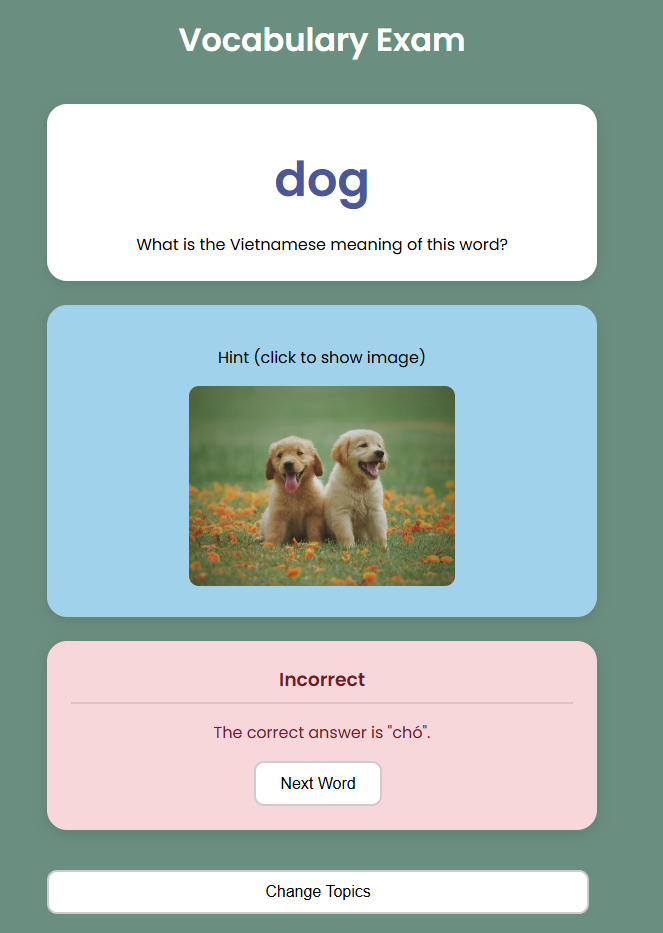 Vocabulary Exam
dog
What is the Vietnamese meaning of this word?
Hint (click to show image)
Incorrect
The correct answer is "chó".
Next Word
Change Topics